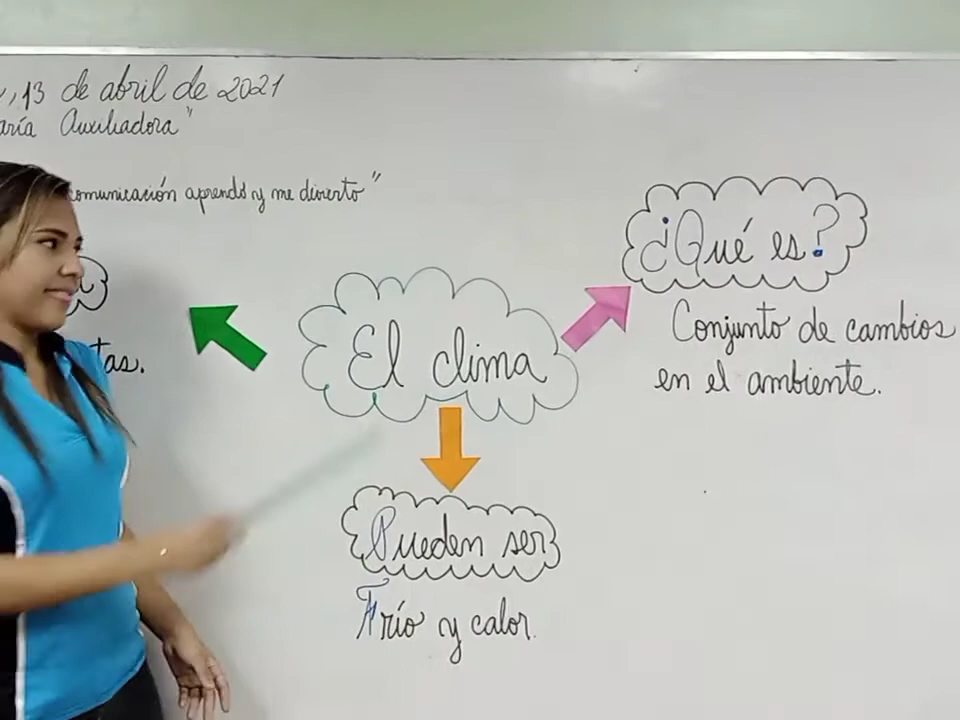 , 13 de abril de 2021
aría Auxiliadora"
comunicación aprendo y me divierto"
¿Qué es?
Conjunto de cambios
en el ambiente.
El clima
tas.
Pueden ser
Frío y calor.